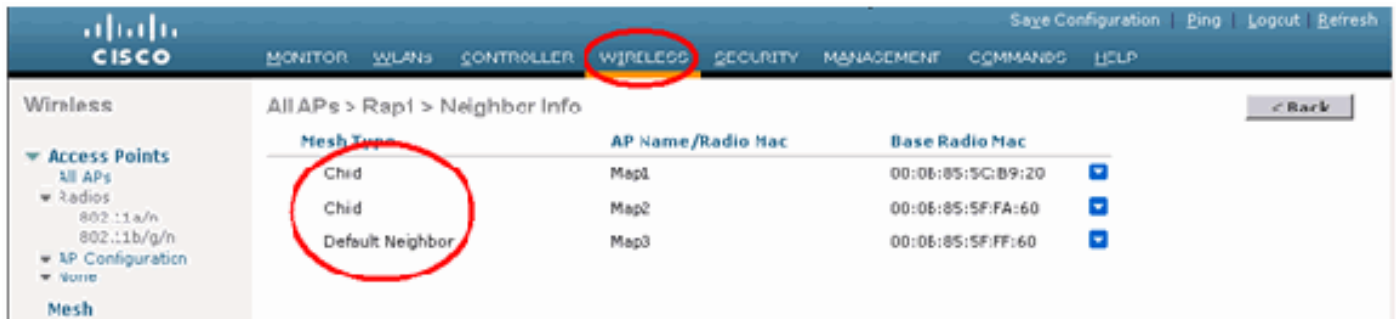 Save Configuration | Ping | Logout | Refresh
CISCO
MONITOR WLANs CONTROLLER WIRELESS SECURITY MANAGEMENT COMMANDS HELP
Wireless
All APs > Rap1 > Neighbor Info
< Back
Mesh Type AP Name/Radio Mac Base Radio Mac
Access Points
All APs
Radios
802.11a/n
802.11b/g/n
AP Configuration
None
Mesh
Child Map1 00:0B:85:5C:B9:20
Child Map2 00:0B:85:5F:FA:60
Default Neighbor Map3 00:0B:85:5F:FF:60